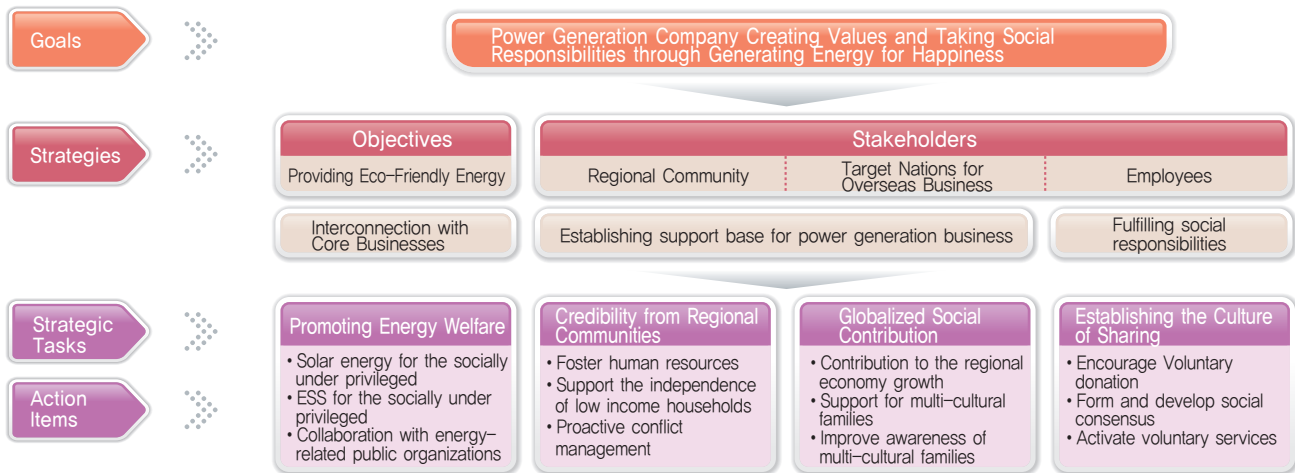 Goals
Power Generation Company Creating Values and Taking Social
Responsibilities through Generating Energy for Happiness
Strategies
Objectives
Providing Eco-Friendly Energy
Stakeholders
Regional Community
Target Nations for
Overseas Business
Employees
Interconnection with
Core Businesses
Establishing support base for power generation business
Fulfilling social
responsibilities
Strategic
Tasks
Action
Items
Promoting Energy Welfare
• Solar energy for the socially
under privileged
• ESS for the socially under
privileged
• Collaboration with energy-
related public organizations
Credibility from Regional
Communities
• Foster human resources
• Support the independence
of low income households
• Proactive conflict
management
Globalized Social
Contribution
• Contribution to the regional
economy growth
• Support for multi-cultural
families
• Improve awareness of
multi-cultural families
Establishing the Culture
of Sharing
• Encourage Voluntary
donation
• Form and develop social
consensus
• Activate voluntary services